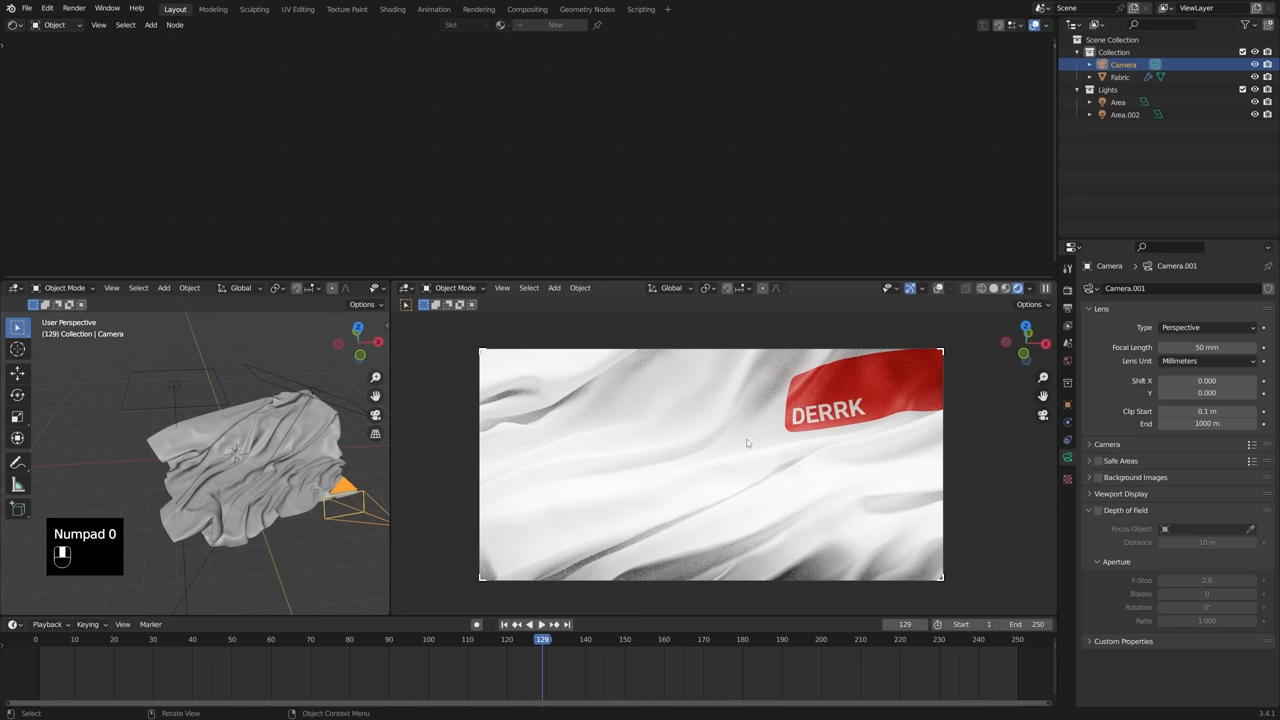 File Edit Render Window Help Layout Modeling Sculpting UV Editing Texture Paint Shading Animation Rendering Compositing Geometry Nodes Scripting + Scene ViewLayer
Object View Select Add Node Slot New
Scene Collection
Collection
Camera
Fabric
Lights
Area
Area.002
Camera Camera.001
Object Mode View Select Add Object Global
Object Mode View Select Add Object Global
Camera.001
Options
Options
User Perspective
(129) Collection | Camera
Lens
Type Perspective
Focal Length 50 mm
Lens Unit Millimeters
Shift X 0.000
Y 0.000
Clip Start 0.1 m
End 1000 m
Camera
Safe Areas
Background Images
Viewport Display
Depth of Field
Focus Object
Distance 10 m
Aperture
F-Stop 2.8
Blades 0
Rotation 0°
Ratio 1.000
Custom Properties
DERRK
Numpad 0
Playback Keying View Marker 129 Start 1 End 250
0 10 20 30 40 50 60 70 80 90 100 110 120 129 140 150 160 170 180 190 200 210 220 230 240 250
Select Rotate View Object Context Menu 3.4.1